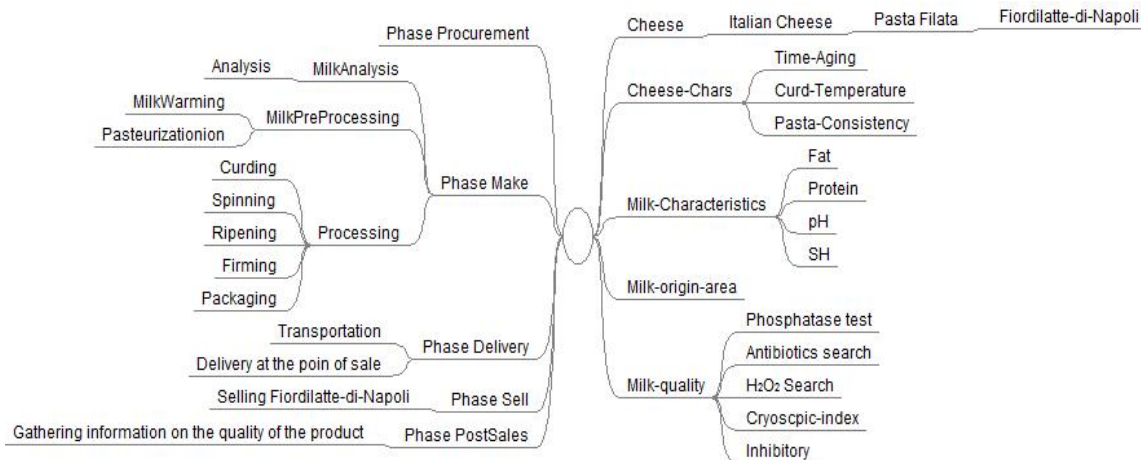 Phase Procurement
Analysis
MilkAnalysis
MilkWarming
Pasteurizationion
MilkPreProcessing
Curding
Spinning
Ripening
Firming
Packaging
Processing
Phase Make
Transportation
Delivery at the poin of sale
Phase Delivery
Selling Fiordilatte-di-Napoli
Phase Sell
Gathering information on the quality of the product
Phase PostSales
Cheese
Italian Cheese
Pasta Filata
Fiordilatte-di-Napoli
Cheese-Chars
Time-Aging
Curd-Temperature
Pasta-Consistency
Milk-Characteristics
Fat
Protein
pH
SH
Milk-origin-area
Milk-quality
Phosphatase test
Antibiotics search
H₂O₂ Search
Cryoscpic-index
Inhibitory